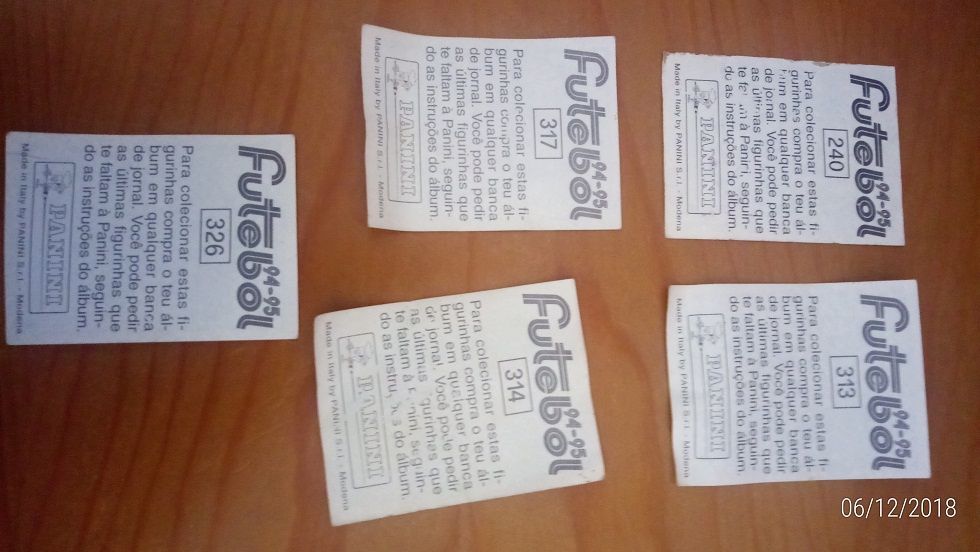 Futebol
94-95
326
Para colecionar estas fi-
gurinhas compra o teu ál-
bum em qualquer banca
de jornal. Você pode pedir
as últimas figurinhas que
te faltam à Panini, seguin-
do as instruções do álbum.
PANINI
Made in Italy by PANINI S.r.l. - Modena
Futebol
94-95
317
Para colecionar estas fi-
gurinhas compra o teu ál-
bum em qualquer banca
de jornal. Você pode pedir
as últimas figurinhas que
te faltam à Panini, seguin-
do as instruções do álbum.
PANINI
Made in Italy by PANINI S.r.l. - Modena
Futebol
94-95
240
Para colecionar estas fi-
gurinhas compra o teu ál-
bum em qualquer banca
de jornal. Você pode pedir
as últimas figurinhas que
te à Panini, seguin-
do as instruções do álbum.
PANINI
Made in Italy by PANINI S.r.l. - Modena
Futebol
94-95
314
Para colecionar estas fi-
gurinhas compra o teu ál-
bum em qualquer banca
de jornal. Você pode pedir
as últimas figurinhas que
te faltam à Panini, seguin-
do as do álbum.
PANINI
Made in Italy by PANINI S.r.l. - Modena
Futebol
94-95
313
Para colecionar estas fi-
gurinhas compra o teu ál-
bum em qualquer banca
de jornal. Você pode pedir
as últimas figurinhas que
te faltam à Panini, seguin-
do as instruções do álbum.
PANINI
Made in Italy by PANINI S.r.l. - Modena
06/12/2018